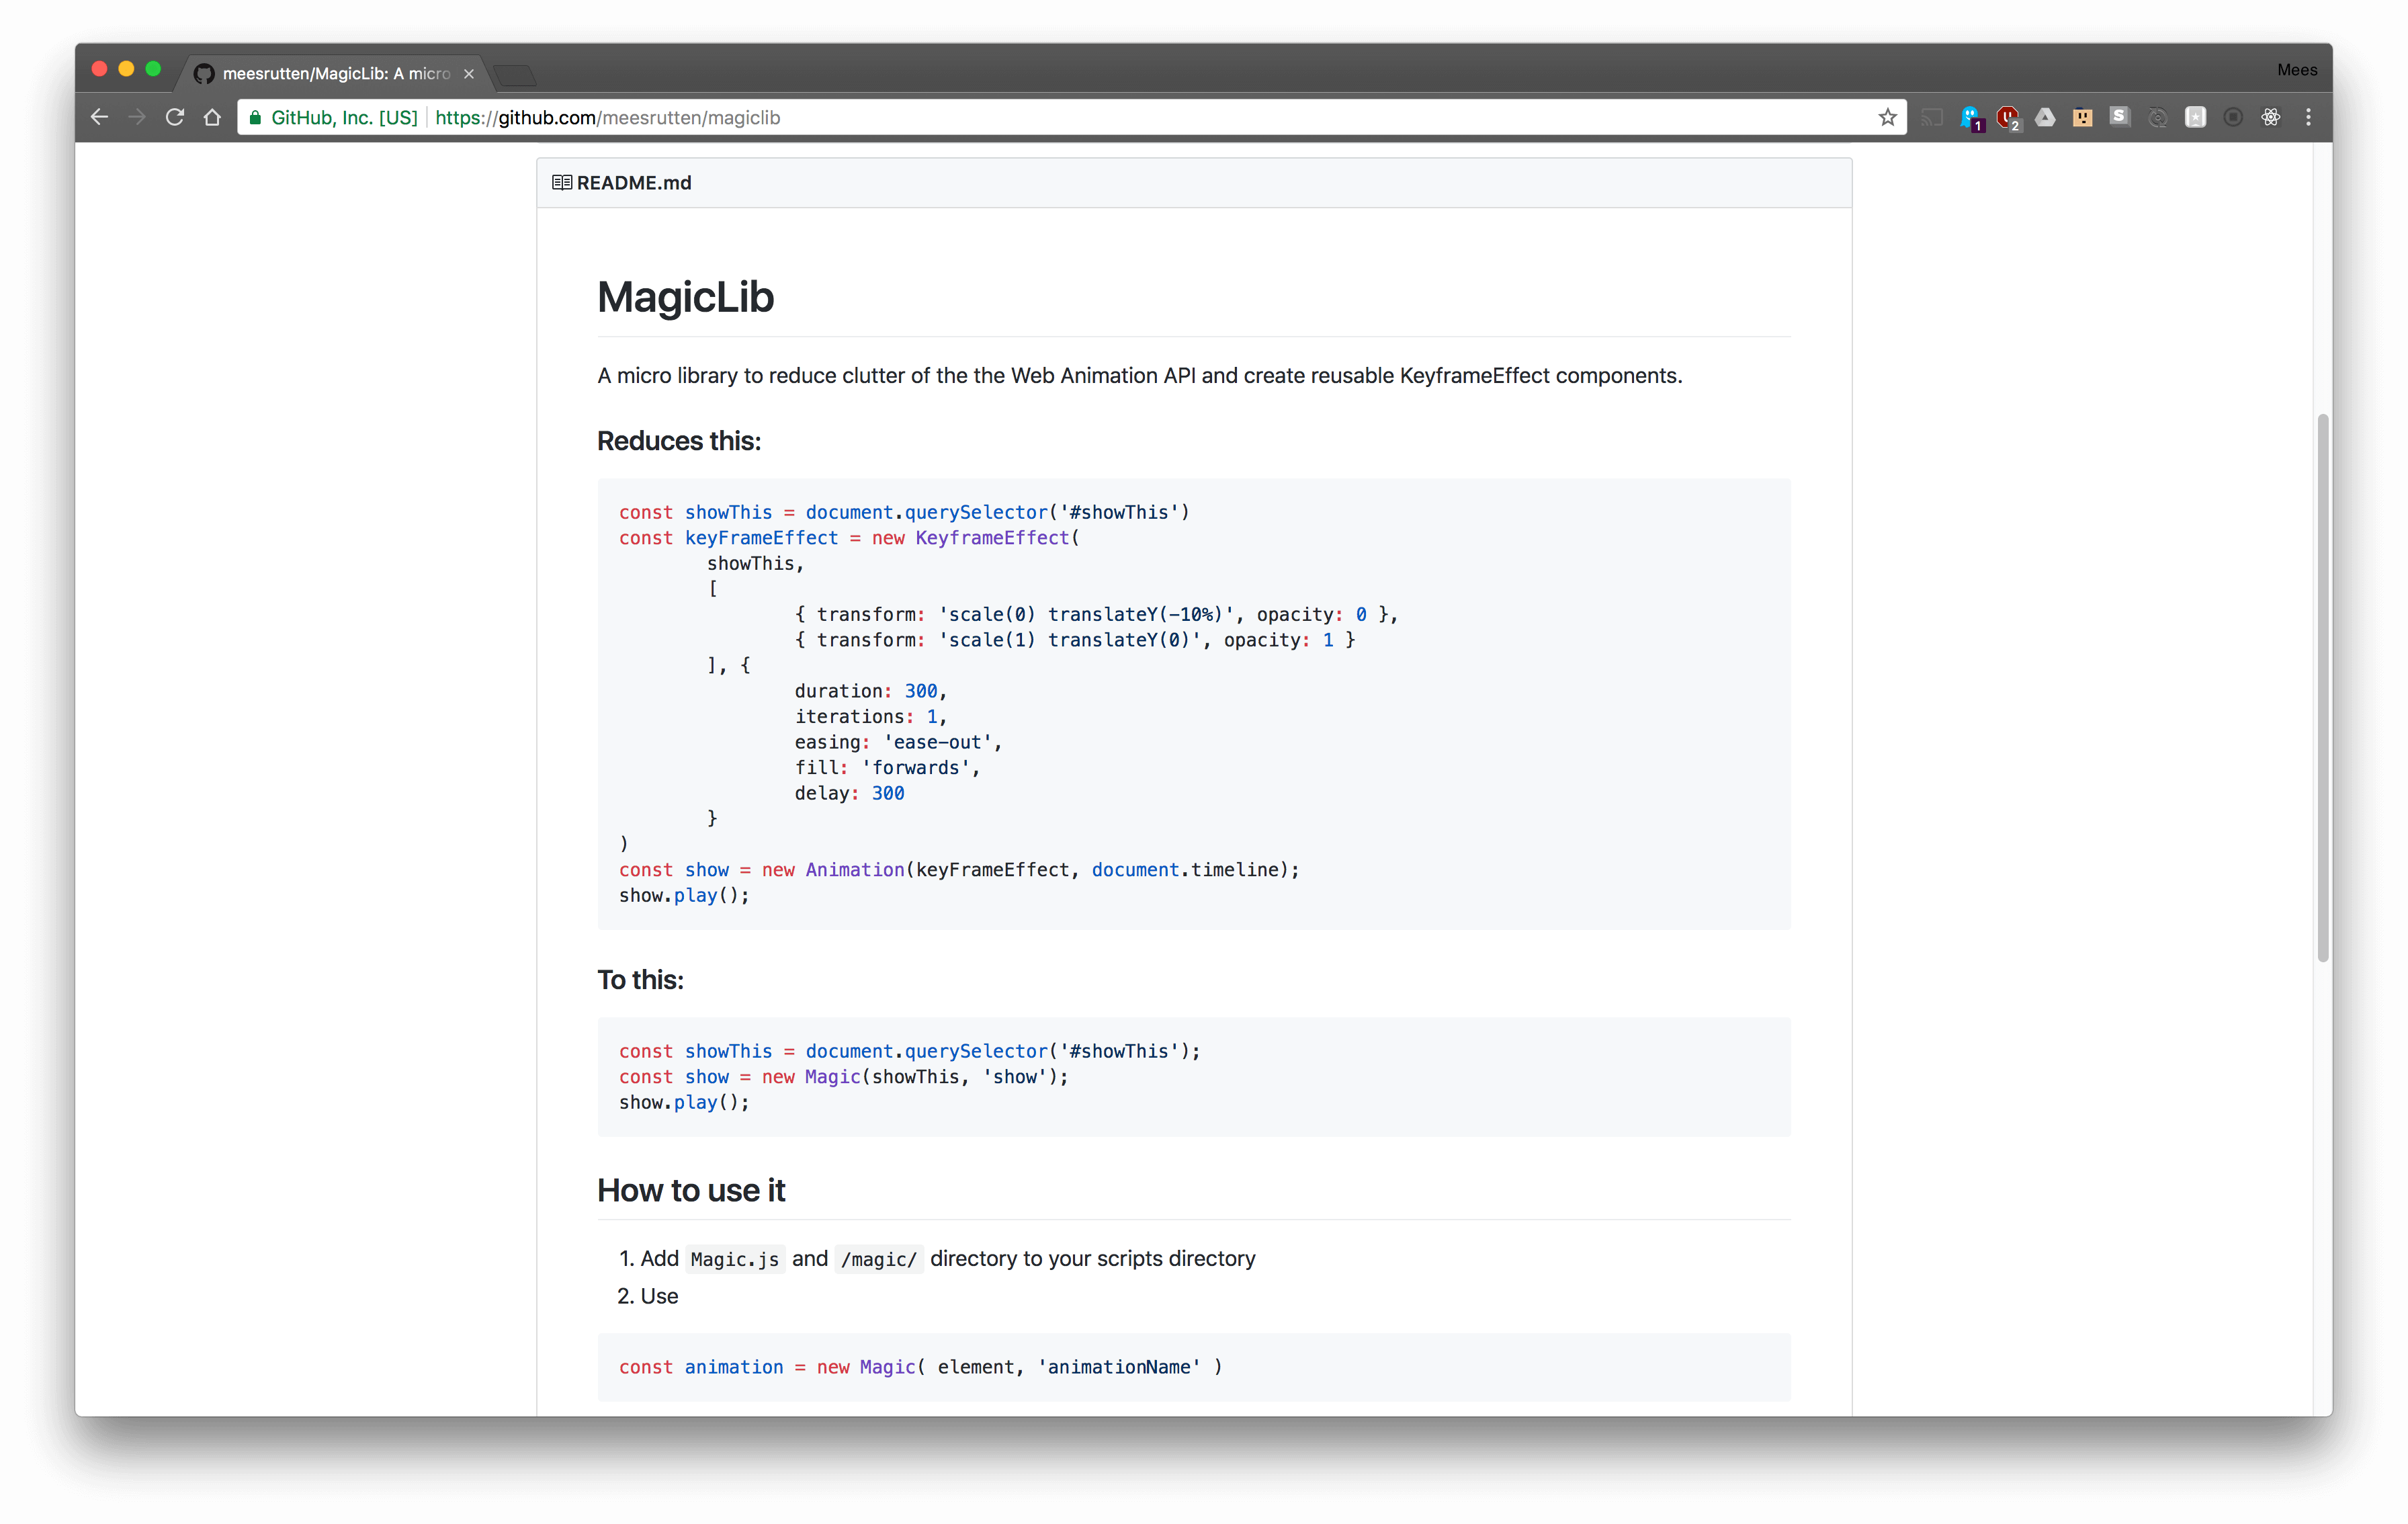 meesrutten/MagicLib: A micro
Mees
GitHub, Inc. [US] https://github.com/meesrutten/magiclib
1
2
S
README.md
MagicLib
A micro library to reduce clutter of the the Web Animation API and create reusable KeyframeEffect components.
Reduces this:
const showThis = document.querySelector('#showThis')
const keyFrameEffect = new KeyframeEffect(
        showThis,
        [
                { transform: 'scale(0) translateY(-10%)', opacity: 0 },
                { transform: 'scale(1) translateY(0)', opacity: 1 }
        ], {
                duration: 300,
                iterations: 1,
                easing: 'ease-out',
                fill: 'forwards',
                delay: 300
        }
)
const show = new Animation(keyFrameEffect, document.timeline);
show.play();
To this:
const showThis = document.querySelector('#showThis');
const show = new Magic(showThis, 'show');
show.play();
How to use it
1. Add Magic.js and /magic/ directory to your scripts directory
2. Use
const animation = new Magic( element, 'animationName' )